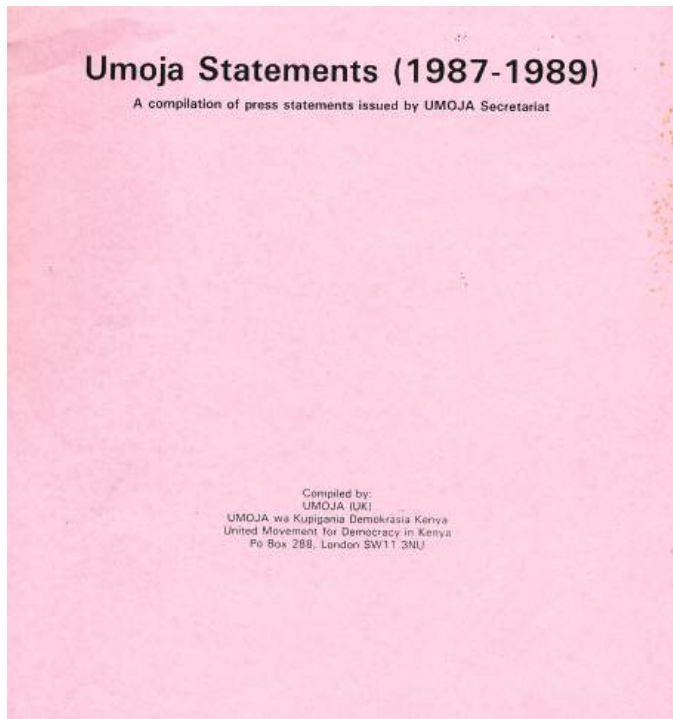 Umoja Statements (1987-1989)
A compilation of press statements issued by UMOJA Secretariat
Compiled by:
UMOJA (UK)
UMOJA wa Kupigania Demokrasia Kenya
United Movement for Democracy in Kenya
Po Box 288, London SW11 3NU